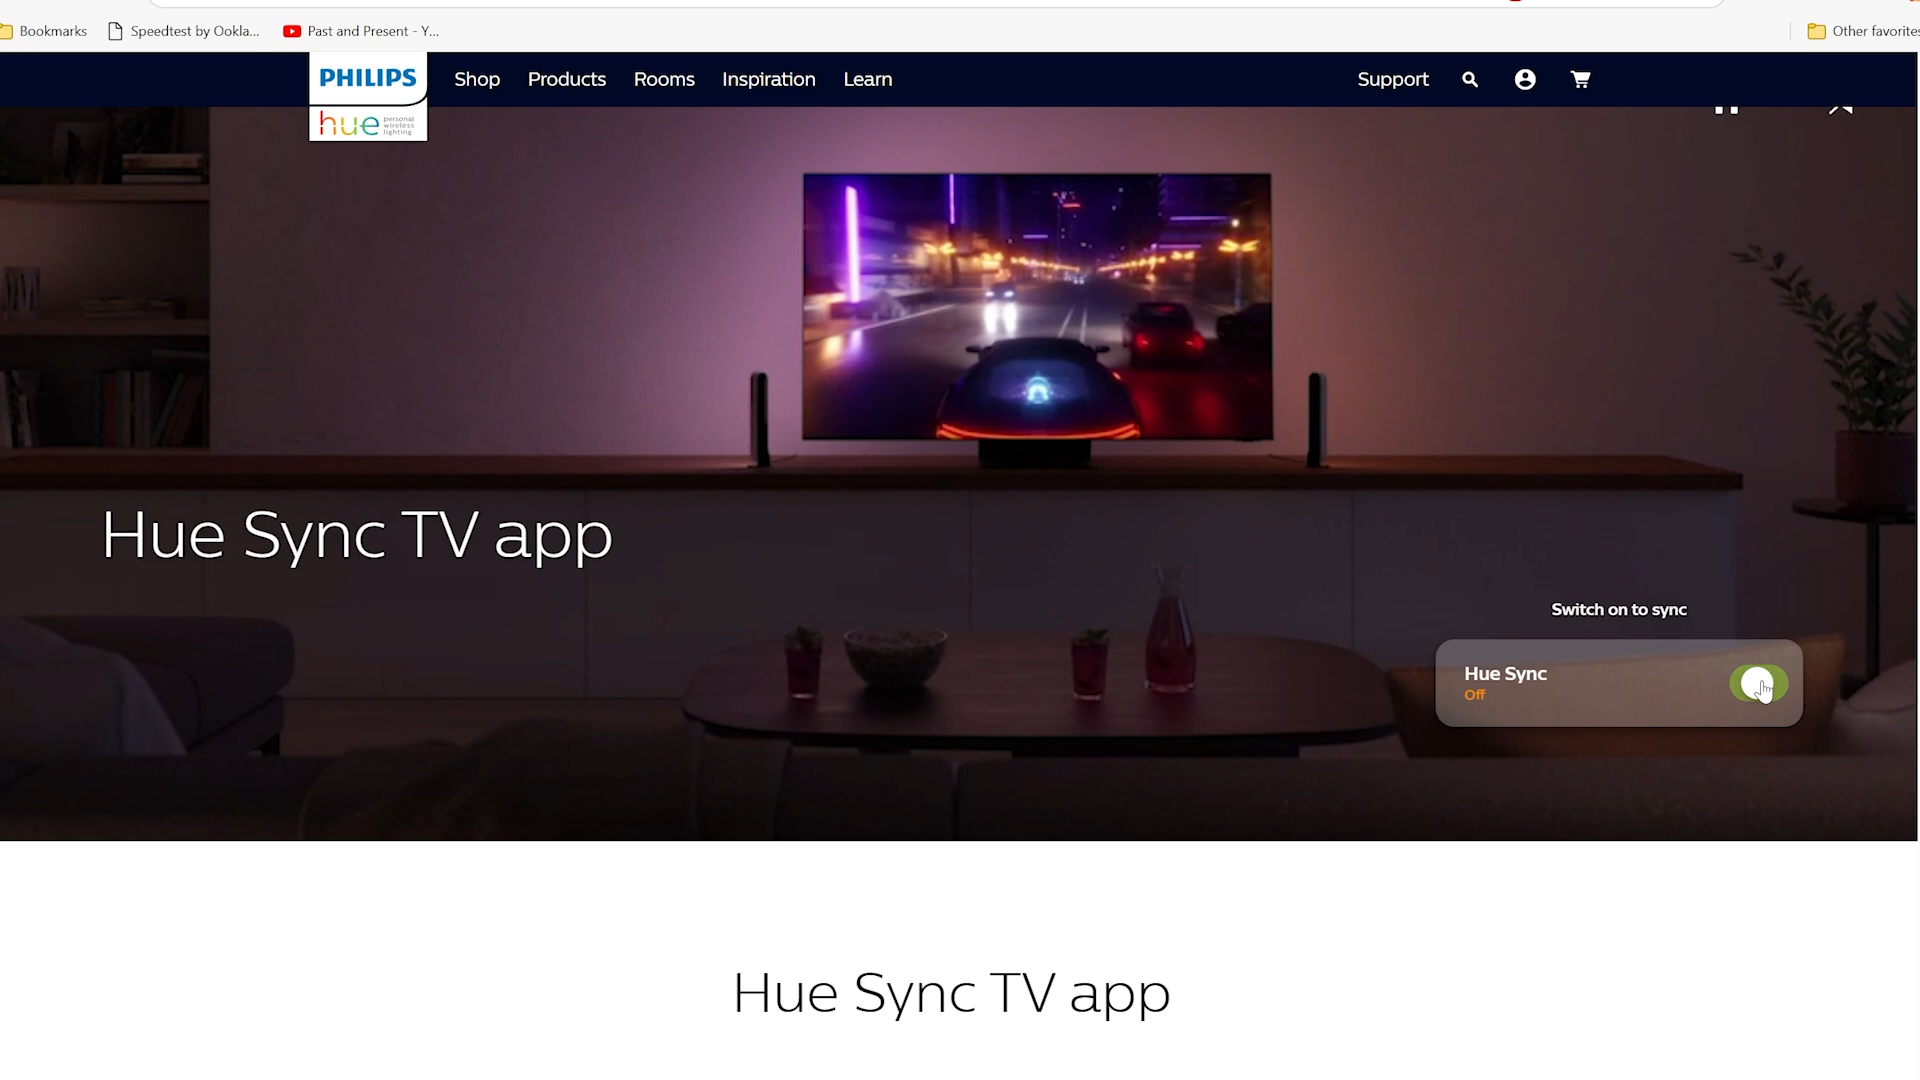 Bookmarks
Speedtest by Ookla...
Past and Present - Y...
Other favorites
PHILIPS
hue personal wireless lighting
Shop
Products
Rooms
Inspiration
Learn
Support
Hue Sync TV app
Switch on to sync
Hue Sync
Off
Hue Sync TV app